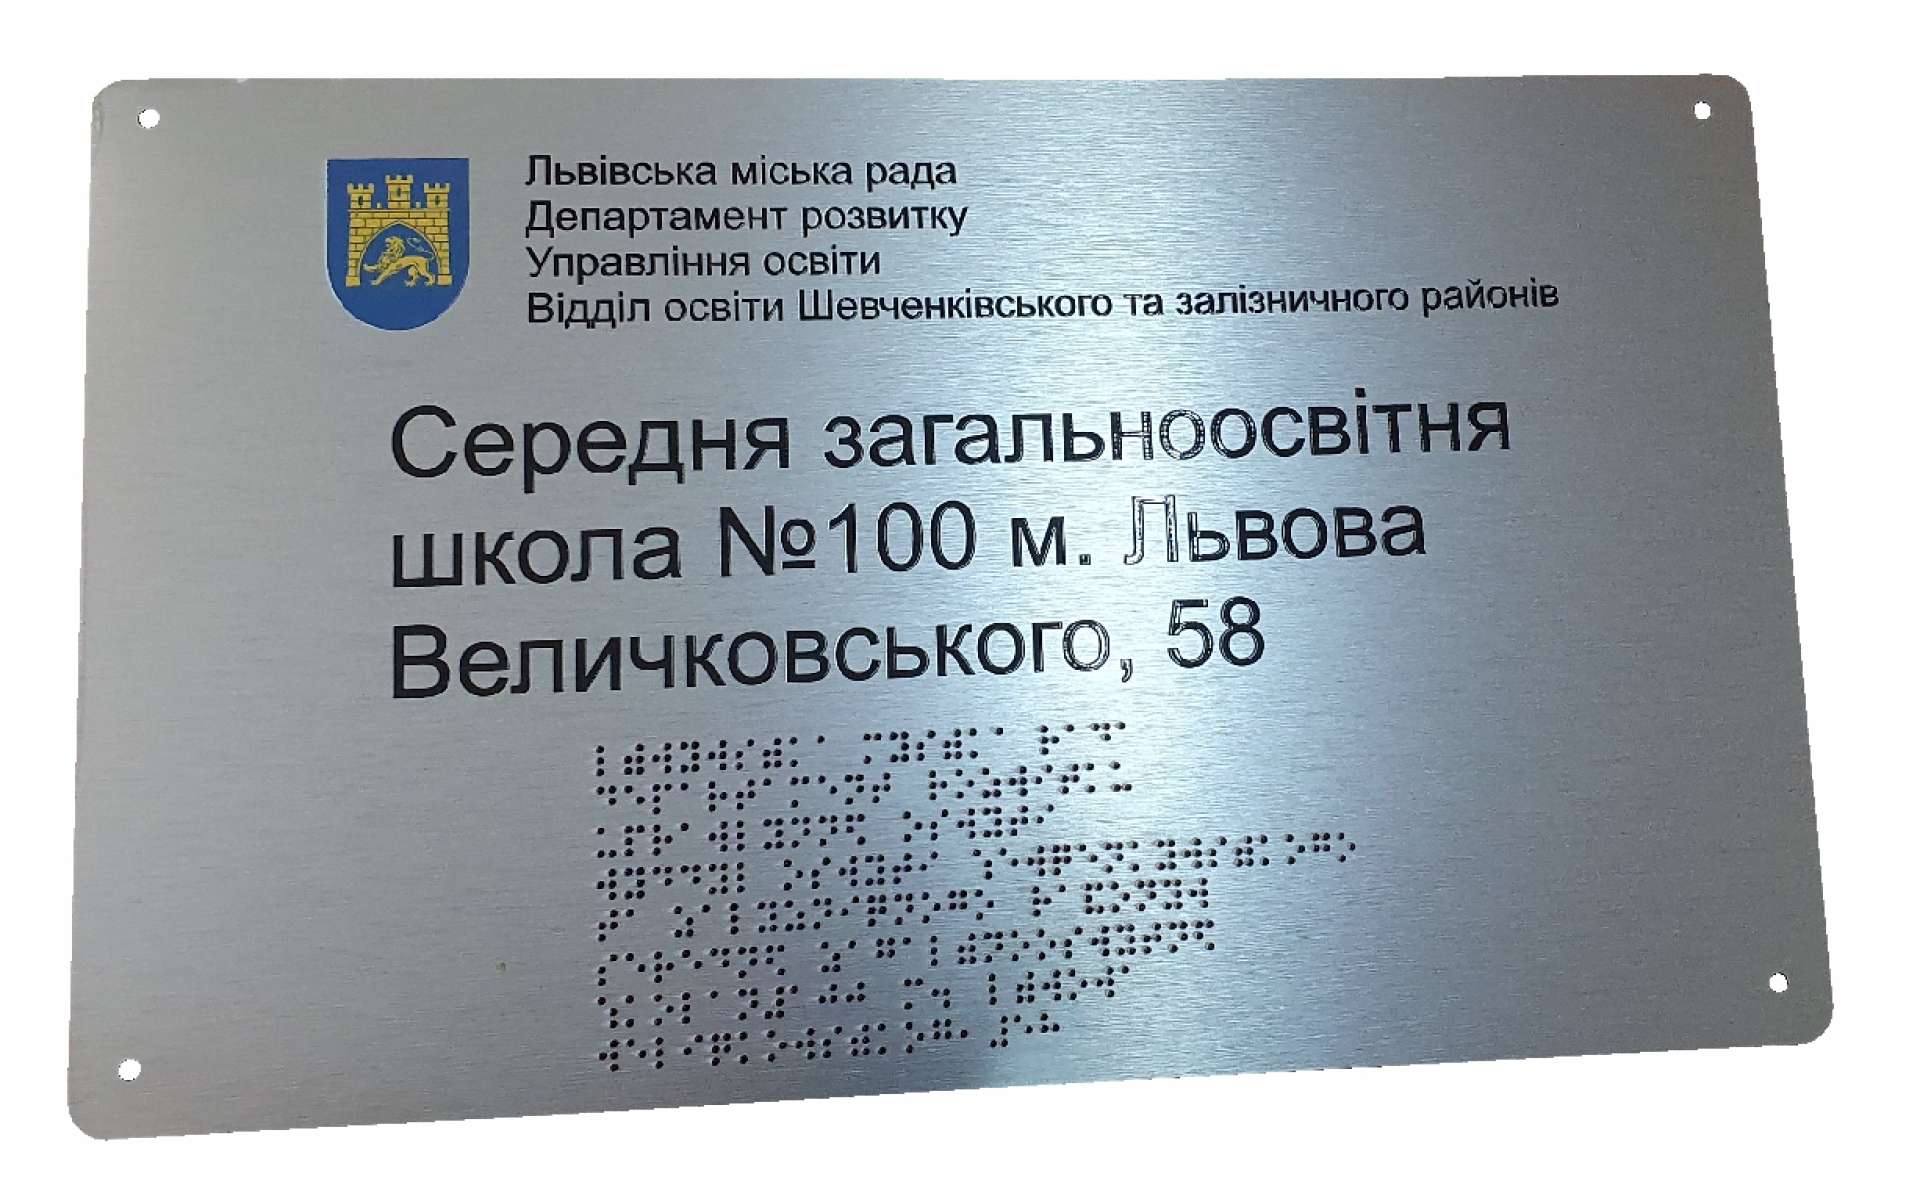 Львівська міська рада
Департамент розвитку
Управління освіти
Відділ освіти Шевченківського та залізничного районів
Середня загальноосвітня
школа №100 м. Львова
Величковського, 58